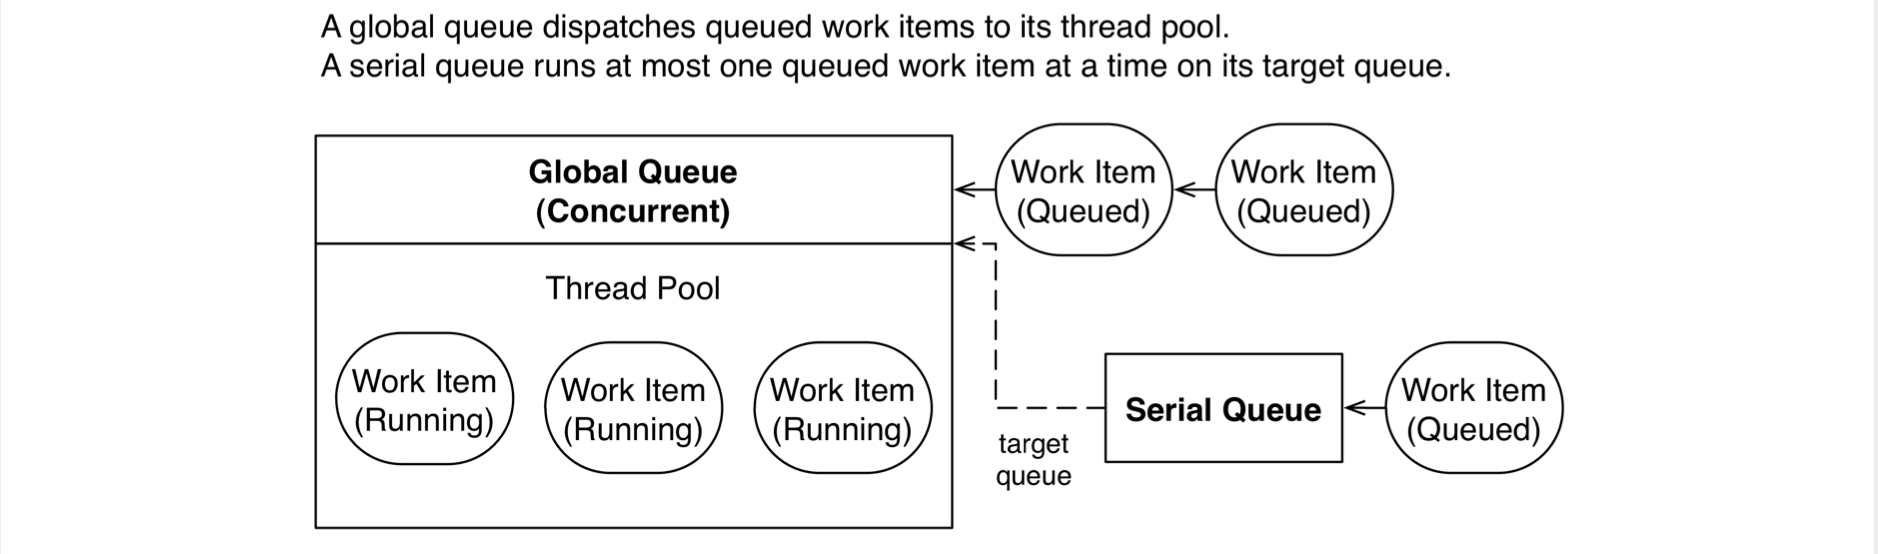 A global queue dispatches queued work items to its thread pool.
A serial queue runs at most one queued work item at a time on its target queue.
Global Queue
(Concurrent)
Work Item
(Queued)
Work Item
(Queued)
Thread Pool
Work Item
(Running)
Work Item
(Running)
Work Item
(Running)
target
queue
Serial Queue
Work Item
(Queued)